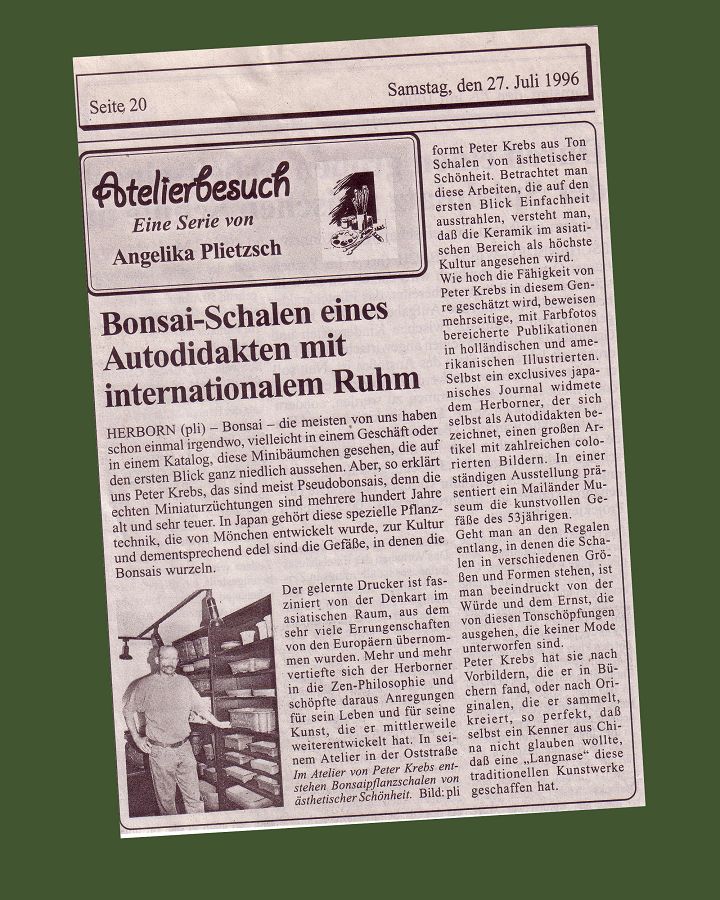 Seite 20
Samstag, den 27. Juli 1996
Atelierbesuch
Eine Serie von
Angelika Plietzsch
Bonsai-Schalen eines
Autodidakten mit
internationalem Ruhm
HERBORN (pli) – Bonsai – die meisten von uns haben
schon einmal irgendwo, vielleicht in einem Geschäft oder
in einem Katalog, diese Minibäumchen gesehen, die auf
den ersten Blick ganz niedlich aussehen. Aber, so erklärt
uns Peter Krebs, das sind meist Pseudobonsais, denn die
echten Miniaturzüchtungen sind mehrere hundert Jahre
alt und sehr teuer. In Japan gehört diese spezielle Pflanz-
technik, die von Mönchen entwickelt wurde, zur Kultur
und dementsprechend edel sind die Gefäße, in denen die
Bonsais wurzeln.
Der gelernte Drucker ist fas-
ziniert von der Denkart im
asiatischen Raum, aus dem
sehr viele Errungenschaften
von den Europäern übernom-
men wurden. Mehr und mehr
vertiefte sich der Herborner
in die Zen-Philosophie und
schöpfte daraus Anregungen
für sein Leben und für seine
Kunst, die er mittlerweile
weiterentwickelt hat. In sei-
nem Atelier in der Oststraße
Im Atelier von Peter Krebs ent-
stehen Bonsaipflanzschalen von
ästhetischer Schönheit. Bild: pli
formt Peter Krebs aus Ton
Schalen von ästhetischer
Schönheit. Betrachtet man
diese Arbeiten, die auf den
ersten Blick Einfachheit
ausstrahlen, versteht man,
daß die Keramik im asiati-
schen Bereich als höchste
Kultur angesehen wird.
Wie hoch die Fähigkeit von
Peter Krebs in diesem Gen-
re geschätzt wird, beweisen
mehrseitige, mit Farbfotos
bereicherte Publikationen
in holländischen und ame-
rikanischen Illustrierten.
Selbst ein exclusives japa-
nisches Journal widmete
dem Herborner, der sich
selbst als Autodidakten be-
zeichnet, einen großen Ar-
tikel mit zahlreichen colo-
rierten Bildern. In einer
ständigen Ausstellung prä-
sentiert ein Mailänder Mu-
seum die kunstvollen Ge-
fäße des 53jährigen.
Geht man an den Regalen
entlang, in denen die Scha-
len in verschiedenen Grö-
ßen und Formen stehen, ist
man beeindruckt von der
Würde und dem Ernst, die
von diesen Tonschöpfungen
ausgehen, die keiner Mode
unterworfen sind.
Peter Krebs hat sie nach
Vorbildern, die er in Bü-
chern fand, oder nach Ori-
ginalen, die er sammelt,
kreiert, so perfekt, daß
selbst ein Kenner aus Chi-
na nicht glauben wollte,
daß eine „Langnase" diese
traditionellen Kunstwerke
geschaffen hat.